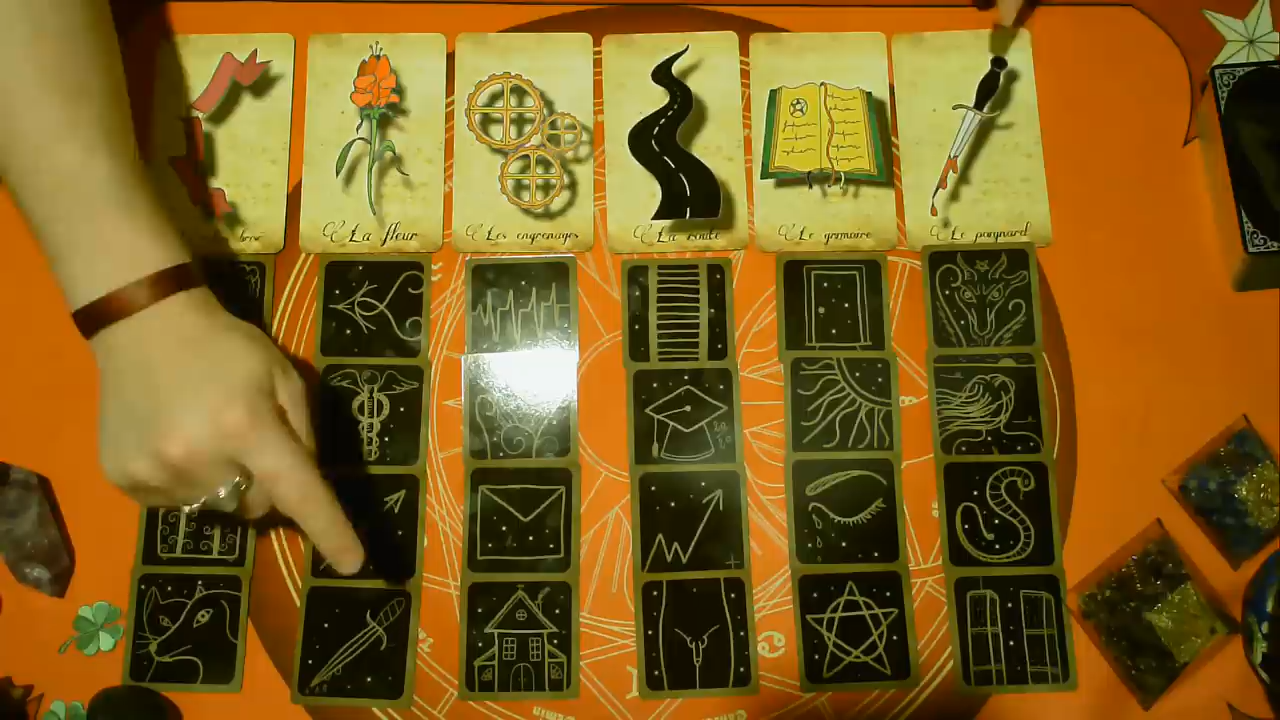 La fleur
Les engrenages
La route
Le grimoire
Le poignard